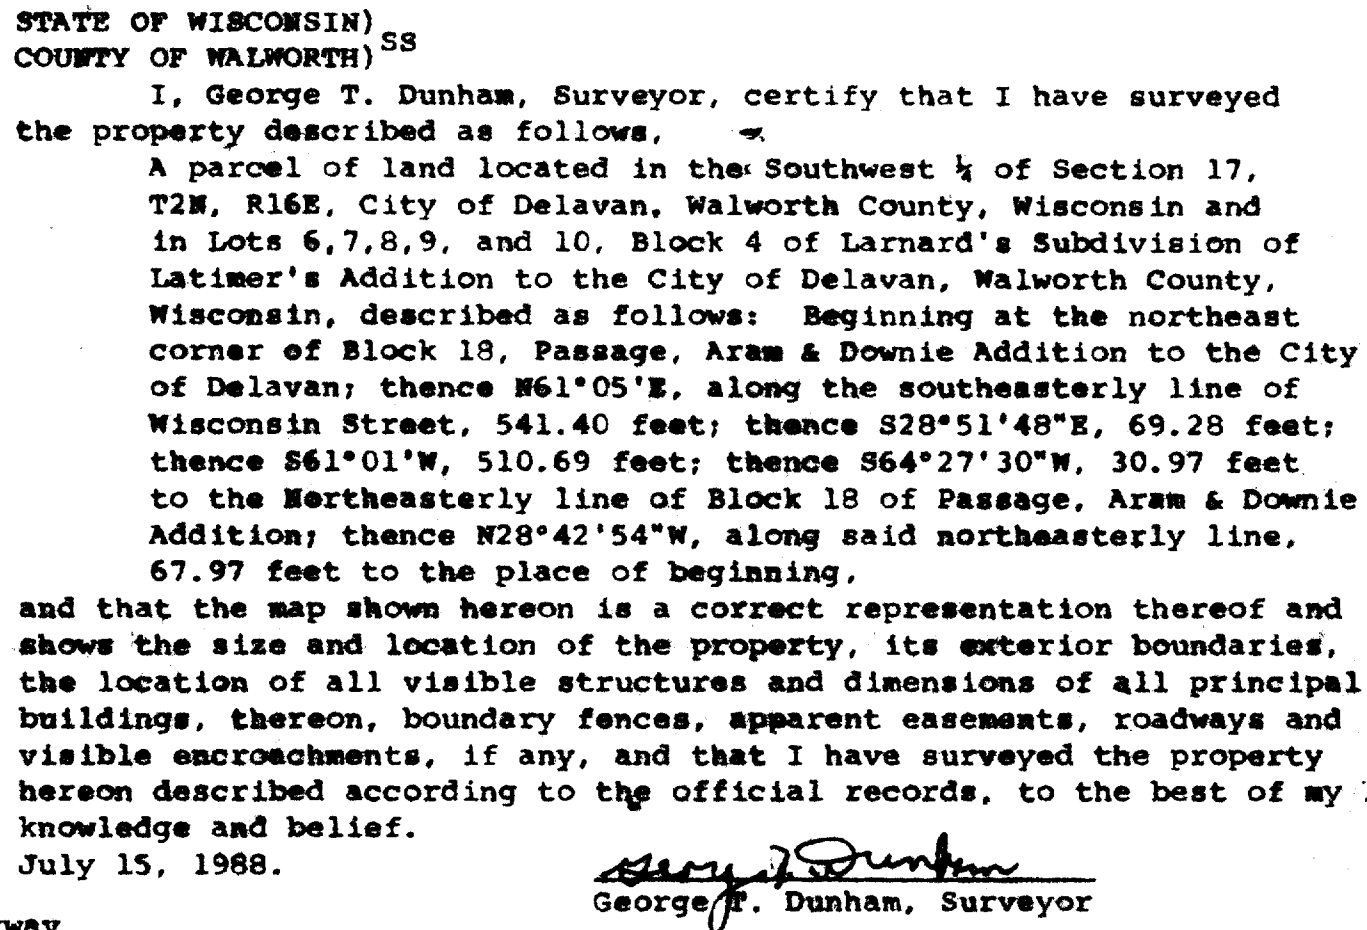 STATE OF WISCONSIN)
SS
COUNTY OF WALWORTH)
I, George T. Dunham, Surveyor, certify that I have surveyed
the property described as follows,
A parcel of land located in the Southwest ¼ of Section 17,
T2N, R16E, City of Delavan, Walworth County, Wisconsin and
in Lots 6,7,8,9, and 10, Block 4 of Larnard's Subdivision of
Latimer's Addition to the City of Delavan, Walworth County,
Wisconsin, described as follows: Beginning at the northeast
corner of Block 18, Passage, Aram & Downie Addition to the City
of Delavan; thence N61°05'E, along the southeasterly line of
Wisconsin Street, 541.40 feet; thence S28°51'48"E, 69.28 feet;
thence S61°01'W, 510.69 feet; thence S64°27'30"W, 30.97 feet
to the Northeasterly line of Block 18 of Passage, Aram & Downie
Addition; thence N28°42'54"W, along said northeasterly line,
67.97 feet to the place of beginning,
and that the map shown hereon is a correct representation thereof and
shows the size and location of the property, its exterior boundaries,
the location of all visible structures and dimensions of all principal
buildings, thereon, boundary fences, apparent easements, roadways and
visible encroachments, if any, and that I have surveyed the property
hereon described according to the official records, to the best of my
knowledge and belief.
July 15, 1988.
George T. Dunham
George T. Dunham, Surveyor